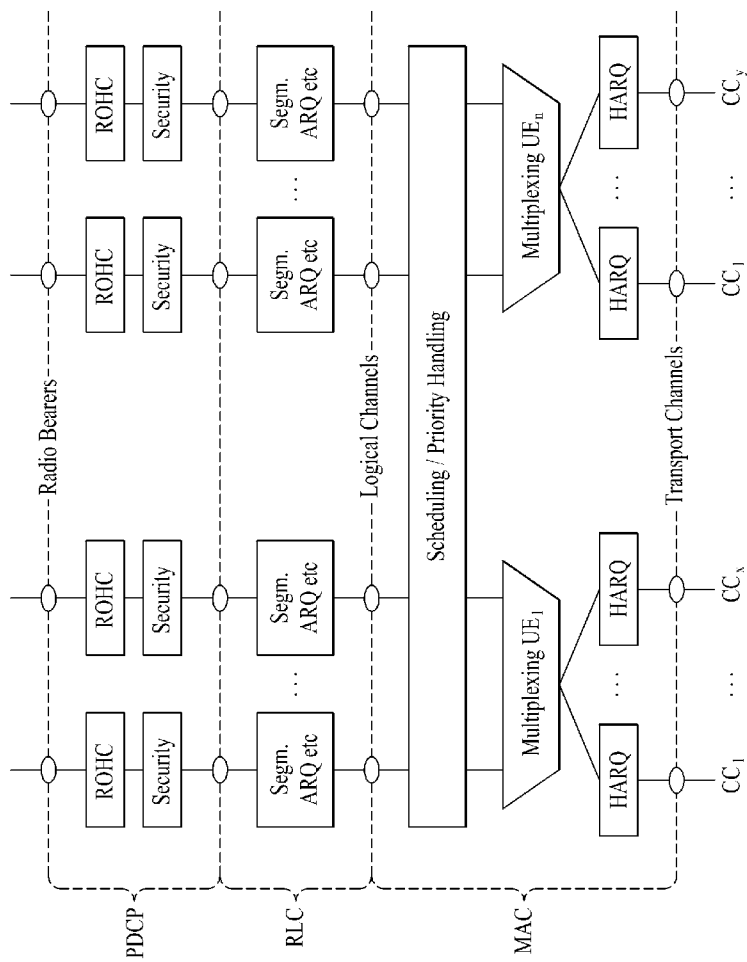 Radio Bearers
ROHC ROHC ROHC ROHC
PDCP
Security Security Security Security
Segm. ... Segm. Segm. ... Segm.
RLC
ARQ etc ARQ etc ARQ etc ARQ etc
Logical Channels
Scheduling / Priority Handling
MAC
Multiplexing UE₁ Multiplexing UEₙ
HARQ ... HARQ HARQ ... HARQ
Transport Channels
CC₁ ... CCₓ CC₁ ... CCy